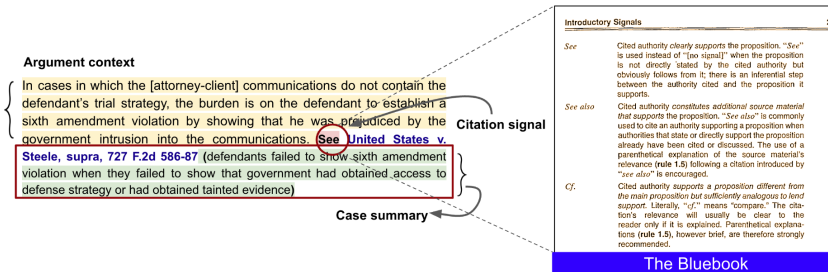 Argument context
In cases in which the [attorney-client] communications do not contain the
defendant's trial strategy, the burden is on the defendant to establish a
sixth amendment violation by showing that he was prejudiced by the
government intrusion into the communications. See United States v.
Steele, supra, 727 F.2d 586-87 (defendants failed to show sixth amendment
violation when they failed to show that government had obtained access to
defense strategy or had obtained tainted evidence)
Citation signal
Case summary
Introductory Signals
See
Cited authority clearly supports the proposition. "See"
is used instead of "[no signal]" when the proposition
is not directly stated by the cited authority but
obviously follows from it; there is an inferential step
between the authority cited and the proposition it
supports.
See also
Cited authority constitutes additional source material
that supports the proposition. "See also" is commonly
used to cite an authority supporting a proposition when
authorities that state or directly support the proposition
already have been cited or discussed. The use of a
parenthetical explanation of the source material's
relevance (rule 1.5) following a citation introduced by
"see also" is encouraged.
Cf.
Cited authority supports a proposition different from
the main proposition but sufficiently analogous to lend
support. Literally, "cf." means "compare." The cita-
tion's relevance will usually be clear to the
reader only if it is explained. Parenthetical explana-
tions (rule 1.5), however brief, are therefore strongly
recommended.
The Bluebook